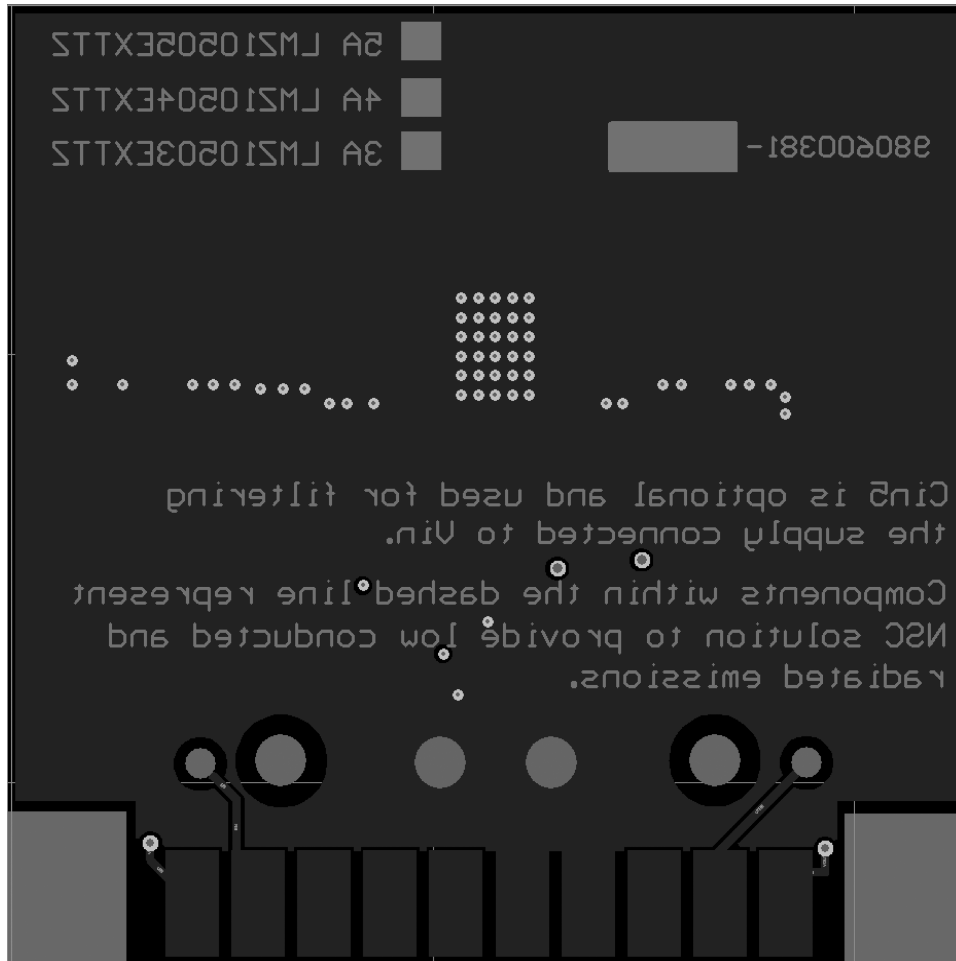 5A LMZ10505EXTTZ
4A LMZ10504EXTTZ
3A LMZ10503EXTTZ
980600381-
Cin5 is optional and used for filtering
the supply connected to Vin.
Components within the dashed line represent
NSC solution to provide low conducted and
radiated emissions.